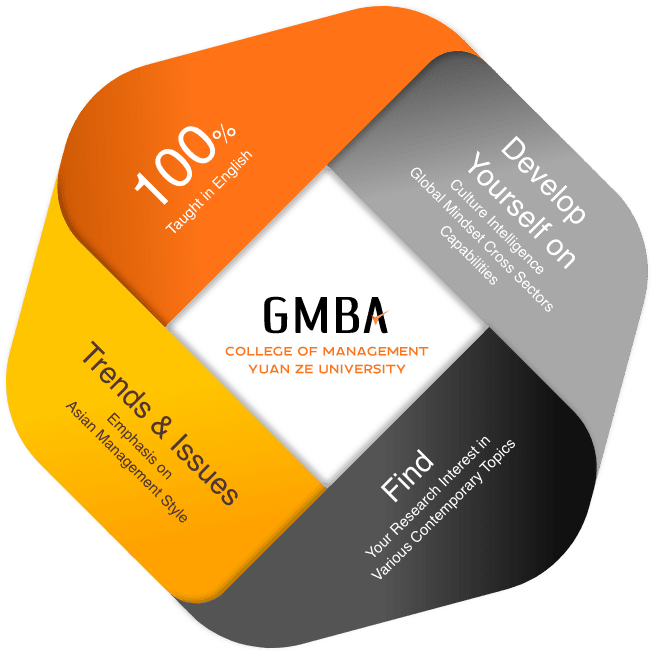 100%
Taught in English
Develop
Yourself on
Culture Intelligence
Global Mindset Cross Sectors
Capabilities
GMBA
COLLEGE OF MANAGEMENT
YUAN ZE UNIVERSITY
Trends & Issues
Emphasis on
Asian Management Style
Find
Your Research Interest in
Various Contemporary Topics